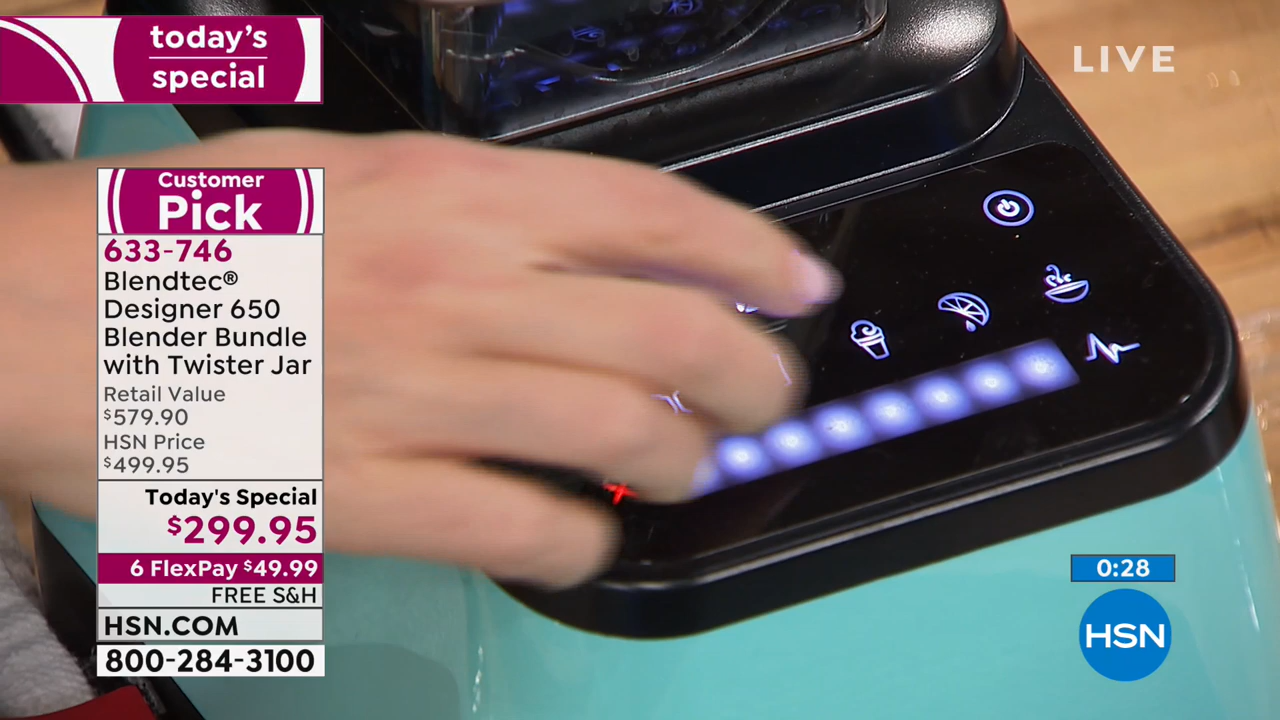 today's
special
LIVE
Customer
Pick
633-746
Blendtec®
Designer 650
Blender Bundle
with Twister Jar
Retail Value
$579.90
HSN Price
$499.95
Today's Special
$299.95
6 FlexPay $49.99
FREE S&H
HSN.COM
800-284-3100
0:28
HSN